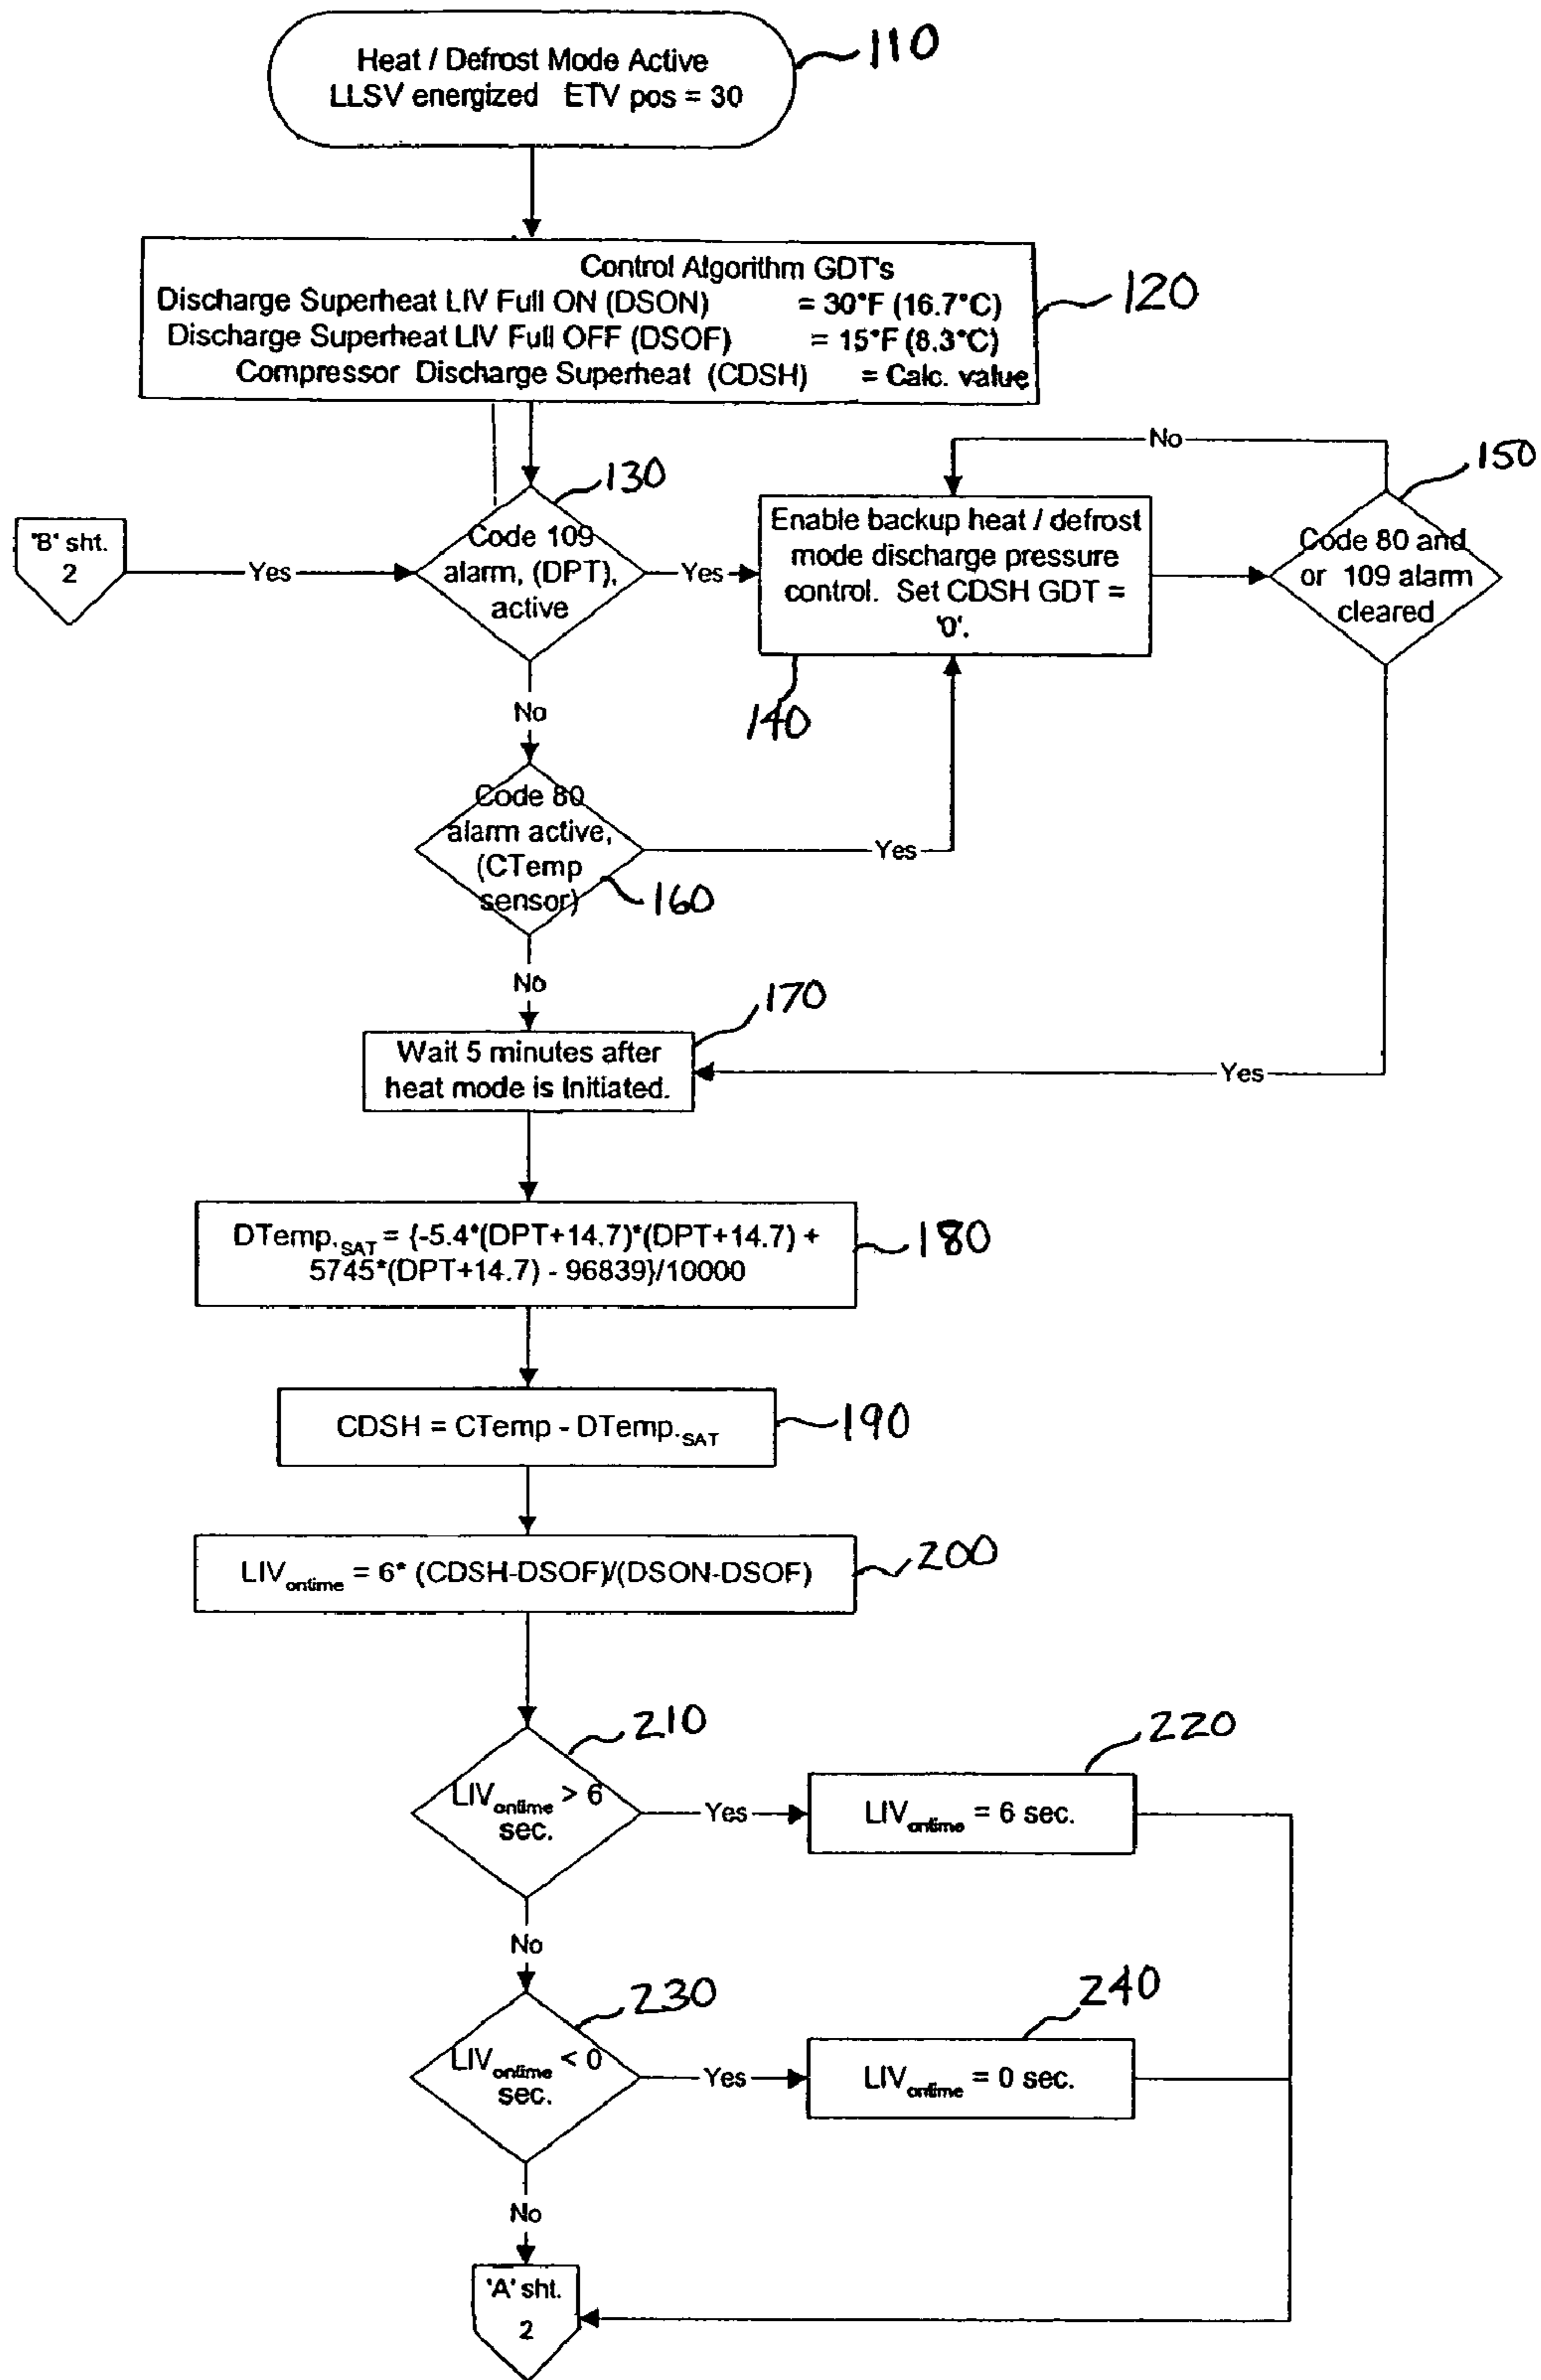 Heat / Defrost Mode Active
LLSV energized ETV pos = 30
110
Control Algorithm GDT's
Discharge Superheat LIV Full ON (DSON) = 30°F (16.7°C)
Discharge Superheat LIV Full OFF (DSOF) = 15°F (8.3°C)
Compressor Discharge Superheat (CDSH) = Calc. value
120
'B' sht.
2
Yes
Code 109
alarm, (DPT),
active
130
Yes
Enable backup heat / defrost
mode discharge pressure
control. Set CDSH GDT =
'0'.
140
No
Code 80 and
or 109 alarm
cleared
150
No
Code 80
alarm active,
(CTemp
sensor)
160
Yes
No
Wait 5 minutes after
heat mode is Initiated.
170
Yes
DTemp.SAT = {-5.4*(DPT+14.7)*(DPT+14.7) +
5745*(DPT+14.7) - 96839}/10000
180
CDSH = CTemp - DTemp.SAT
190
LIVontime = 6* (CDSH-DSOF)/(DSON-DSOF)
200
LIVontime > 6
sec.
210
Yes
LIVontime = 6 sec.
220
No
LIVontime < 0
sec.
230
Yes
LIVontime = 0 sec.
240
No
'A' sht.
2